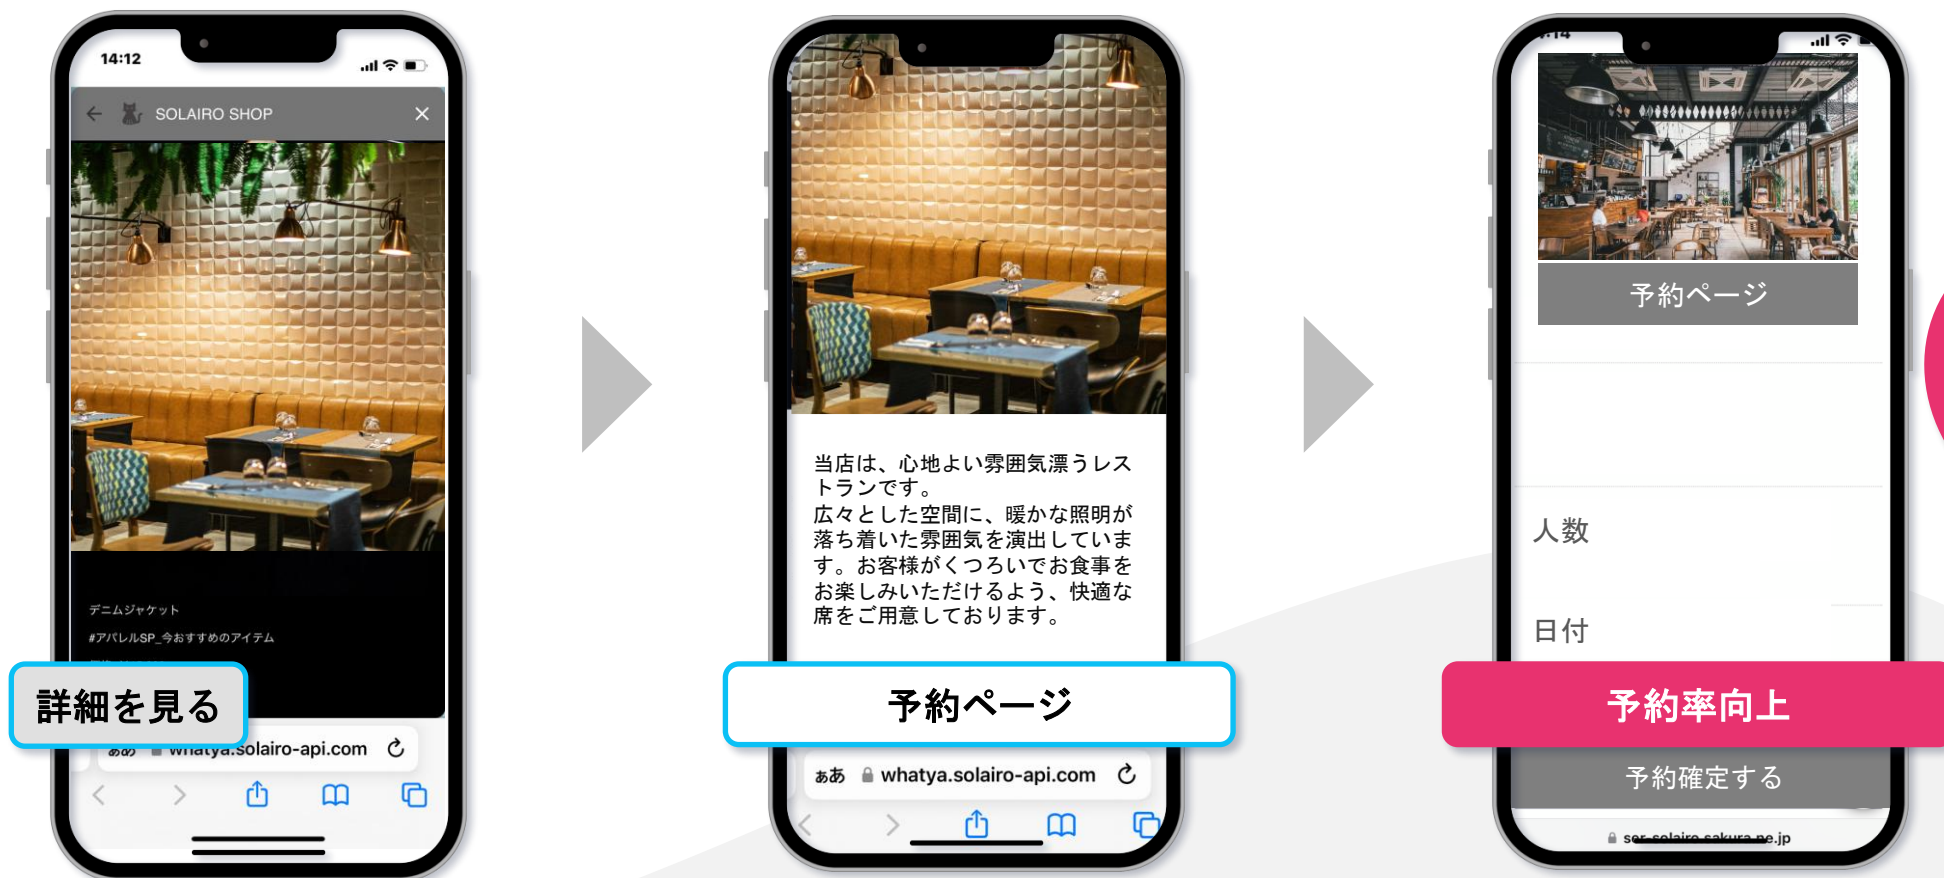 14:12
SOLAIRO SHOP
デニムジャケット
#アパレルSP_今おすすめのアイテム
詳細を見る
ぁあ whatya.solairo-api.com
当店は、心地よい雰囲気漂うレス
トランです。
広々とした空間に、暖かな照明が
落ち着いた雰囲気を演出していま
す。お客様がくつろいでお食事を
お楽しみいただけるよう、快適な
席をご用意しております。
予約ページ
ぁあ whatya.solairo-api.com
予約ページ
人数
日付
予約率向上
予約確定する
ser-solairo.sakura.ne.jp